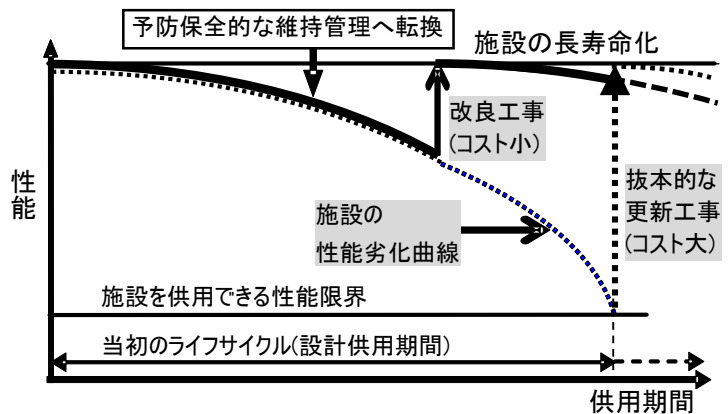 予防保全的な維持管理へ転換
施設の長寿命化
改良工事
(コスト小)
性能
抜本的な
更新工事
(コスト大)
施設の
性能劣化曲線
施設を供用できる性能限界
当初のライフサイクル(設計供用期間)
供用期間